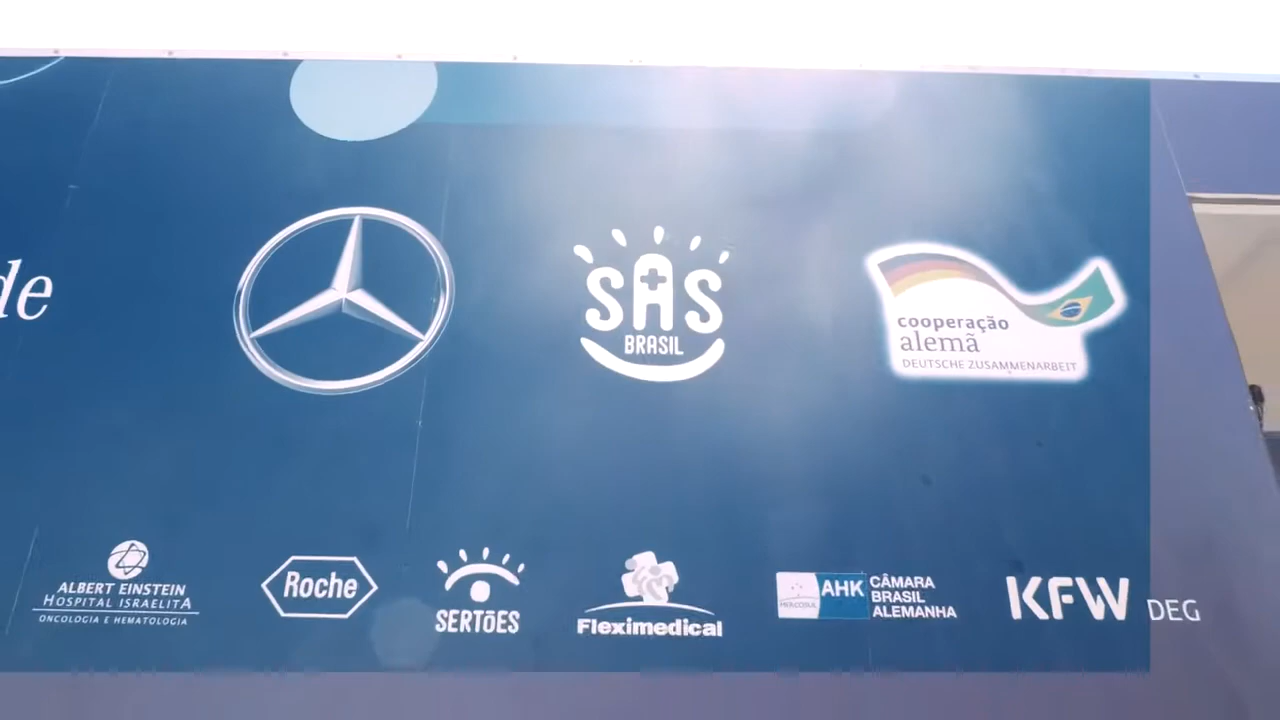 de
SAS
BRASIL
cooperação
alemã
DEUTSCHE ZUSAMMENARBEIT
ALBERT EINSTEIN
HOSPITAL ISRAELITA
ONCOLOGIA E HEMATOLOGIA
Roche
SERTÕES
Fleximedical
MERCOSUL
AHK
CÂMARA
BRASIL
ALEMANHA
KFW DEG